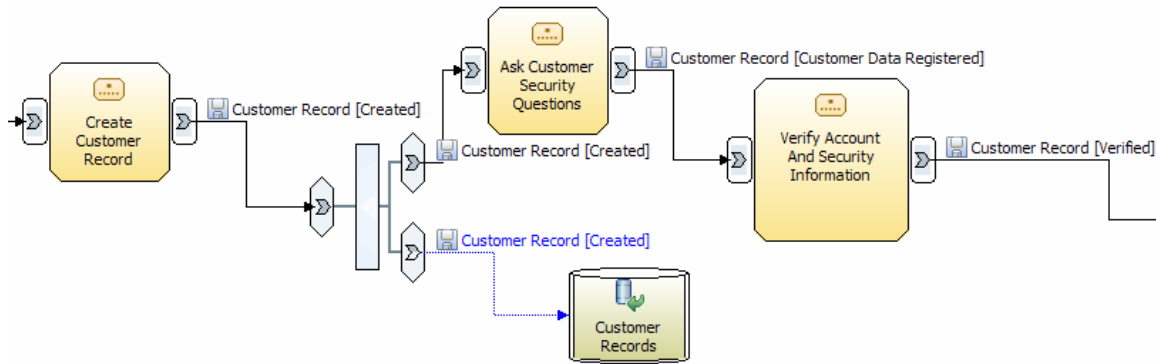 Create
Customer
Record
Customer Record [Created]
Customer Record [Created]
Ask Customer
Security
Questions
Customer Record [Customer Data Registered]
Verify Account
And Security
Information
Customer Record [Verified]
Customer Record [Created]
Customer
Records